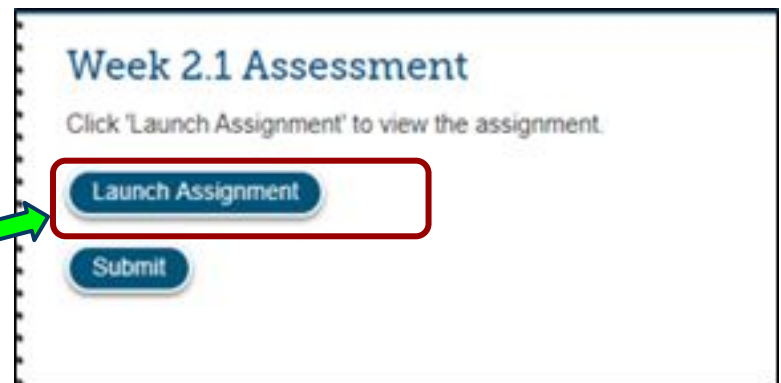 Week 2.1 Assessment
Click 'Launch Assignment' to view the assignment.
Launch Assignment
Submit